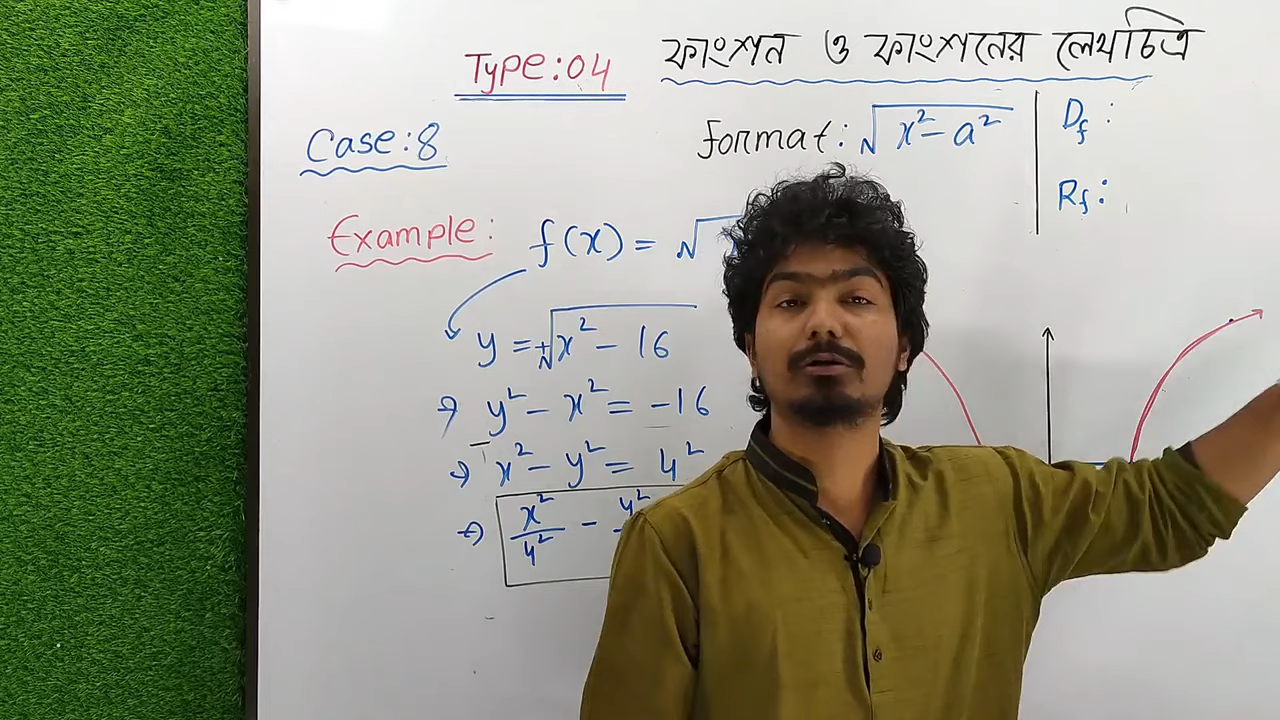 Type:04 ফাংশন ও ফাংশনের লেখচিত্র
Case:8
Format: √(x² - a²)
D_f :
R_f :
Example: f(x) = √
y = +√(x² - 16)
⇒ y² - x² = -16
⇒ x² - y² = 4²
⇒ x²/4² - y²